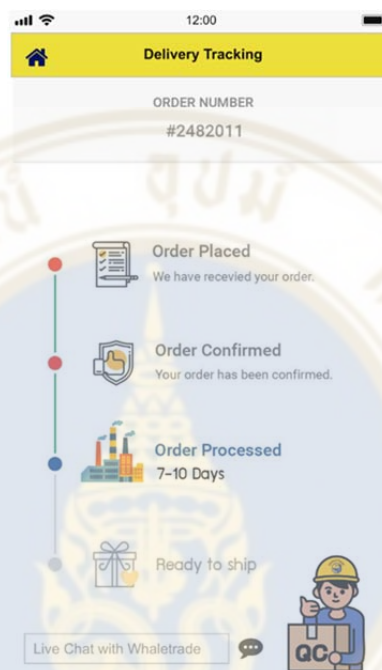 12:00
Delivery Tracking
ORDER NUMBER
#2482011
Order Placed
We have recevied your order.
Order Confirmed
Your order has been confirmed.
Order Processed
7-10 Days
Ready to ship
Live Chat with Whaletrade
QC